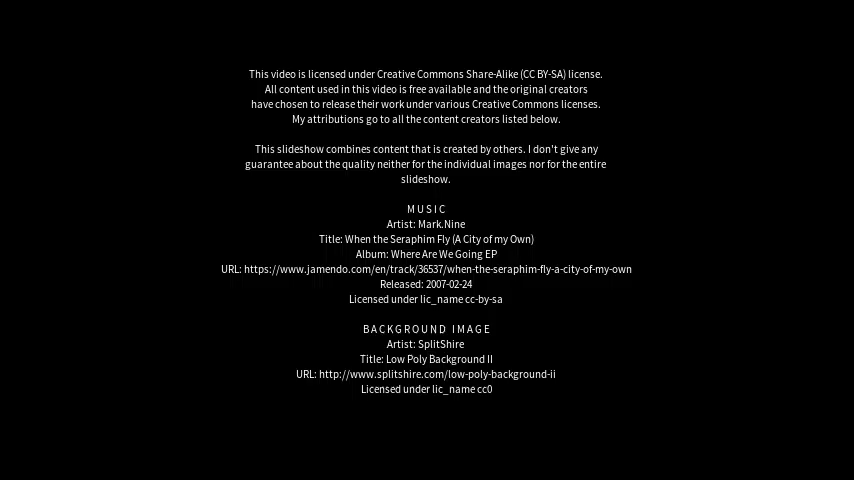 This video is licensed under Creative Commons Share-Alike (CC BY-SA) license.
All content used in this video is free available and the original creators
have chosen to release their work under various Creative Commons licenses.
My attributions go to all the content creators listed below.
This slideshow combines content that is created by others. I don't give any
guarantee about the quality neither for the individual images nor for the entire
slideshow.
MUSIC
Artist: Mark.Nine
Title: When the Seraphim Fly (A City of my Own)
Album: Where Are We Going EP
URL: https://www.jamendo.com/en/track/36537/when-the-seraphim-fly-a-city-of-my-own
Released: 2007-02-24
Licensed under lic_name cc-by-sa
BACKGROUND IMAGE
Artist: SplitShire
Title: Low Poly Background II
URL: http://www.splitshire.com/low-poly-background-ii
Licensed under lic_name cc0